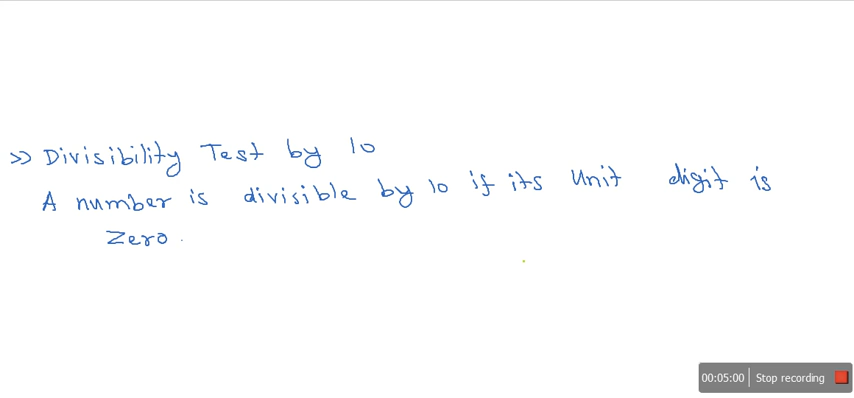 >> Divisibility Test by 10
A number is divisible by 10 if its unit digit is
Zero.
00:05:00 Stop recording